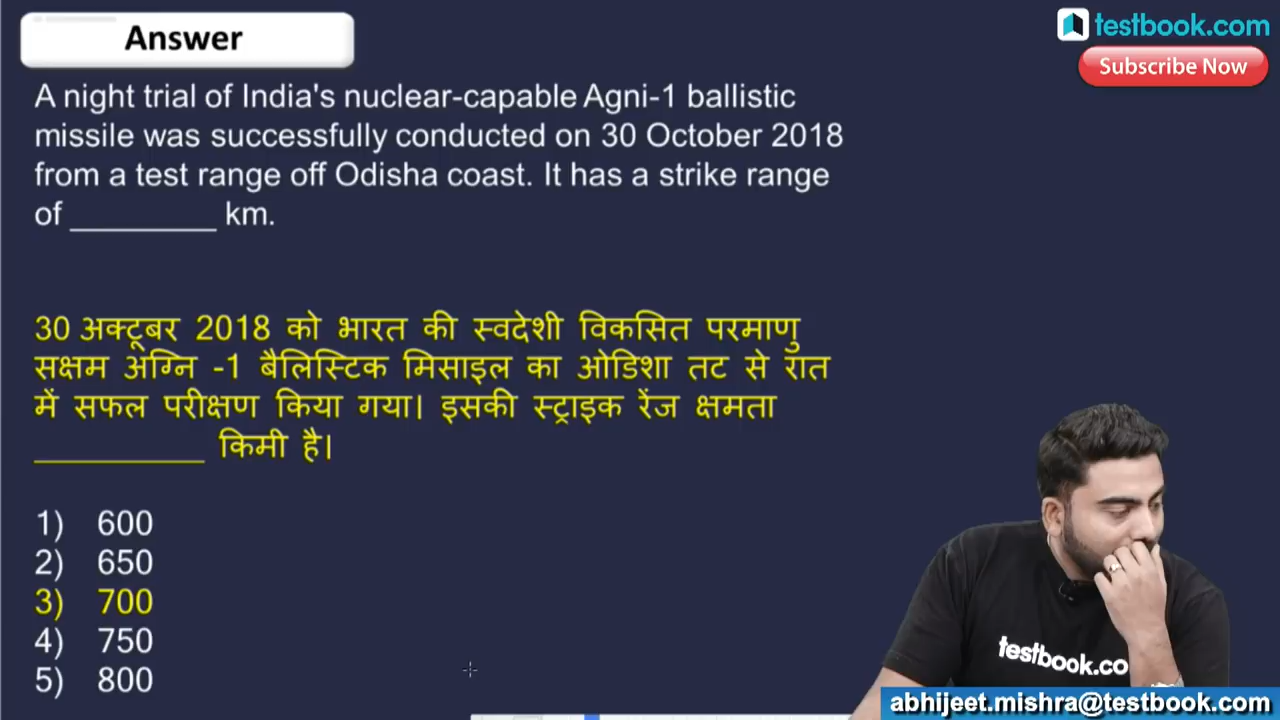 Answer
testbook.com
Subscribe Now
A night trial of India's nuclear-capable Agni-1 ballistic
missile was successfully conducted on 30 October 2018
from a test range off Odisha coast. It has a strike range
of _________ km.
30 अक्टूबर 2018 को भारत की स्वदेशी विकसित परमाणु
सक्षम अग्नि -1 बैलिस्टिक मिसाइल का ओडिशा तट से रात
में सफल परीक्षण किया गया। इसकी स्ट्राइक रेंज क्षमता
__________ किमी है।
1) 600
2) 650
3) 700
4) 750
5) 800
testbook.co
abhijeet.mishra@testbook.com